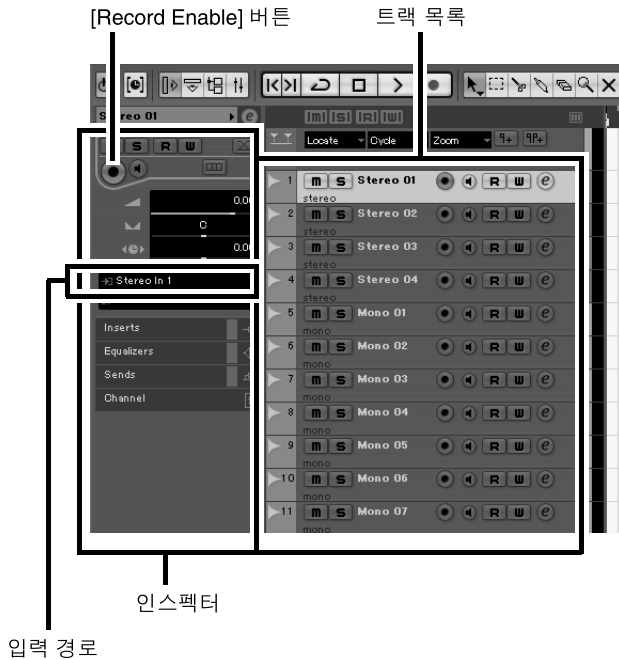 [Record Enable] 버튼
트랙 목록
Stereo 01
Locate Cycle Zoom
S R W
0.00
C
0.00
Stereo In 1
Inserts
Equalizers
Sends
Channel
1 m S Stereo 01 R W e
stereo
2 m S Stereo 02 R W e
stereo
3 m S Stereo 03 R W e
stereo
4 m S Stereo 04 R W e
stereo
5 m S Mono 01 R W e
mono
6 m S Mono 02 R W e
mono
7 m S Mono 03 R W e
mono
8 m S Mono 04 R W e
mono
9 m S Mono 05 R W e
mono
10 m S Mono 06 R W e
mono
11 m S Mono 07 R W e
mono
인스펙터
입력 경로